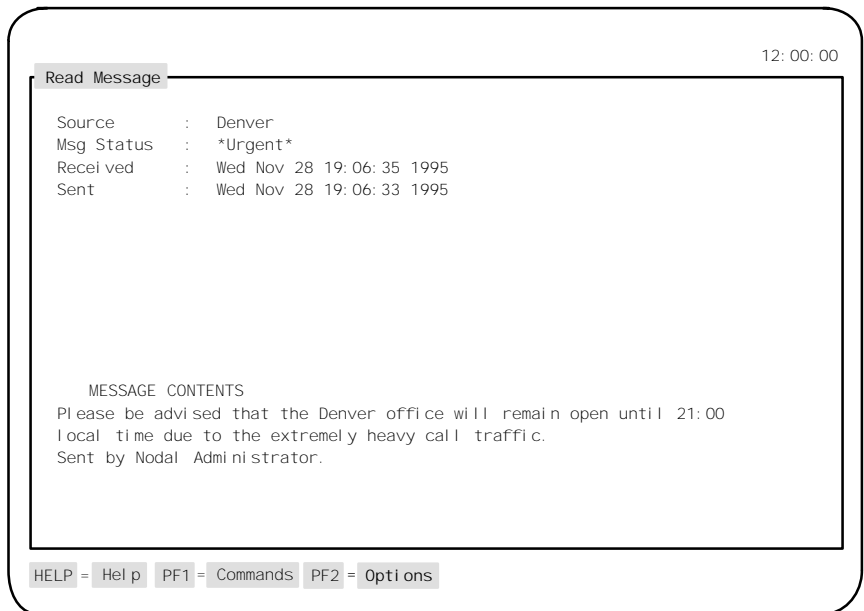 12:00:00
Read Message
Source : Denver
Msg Status : *Urgent*
Received : Wed Nov 28 19:06:35 1995
Sent : Wed Nov 28 19:06:33 1995
MESSAGE CONTENTS
Please be advised that the Denver office will remain open until 21:00
local time due to the extremely heavy call traffic.
Sent by Nodal Administrator.
HELP = Help PF1 = Commands PF2 = Options